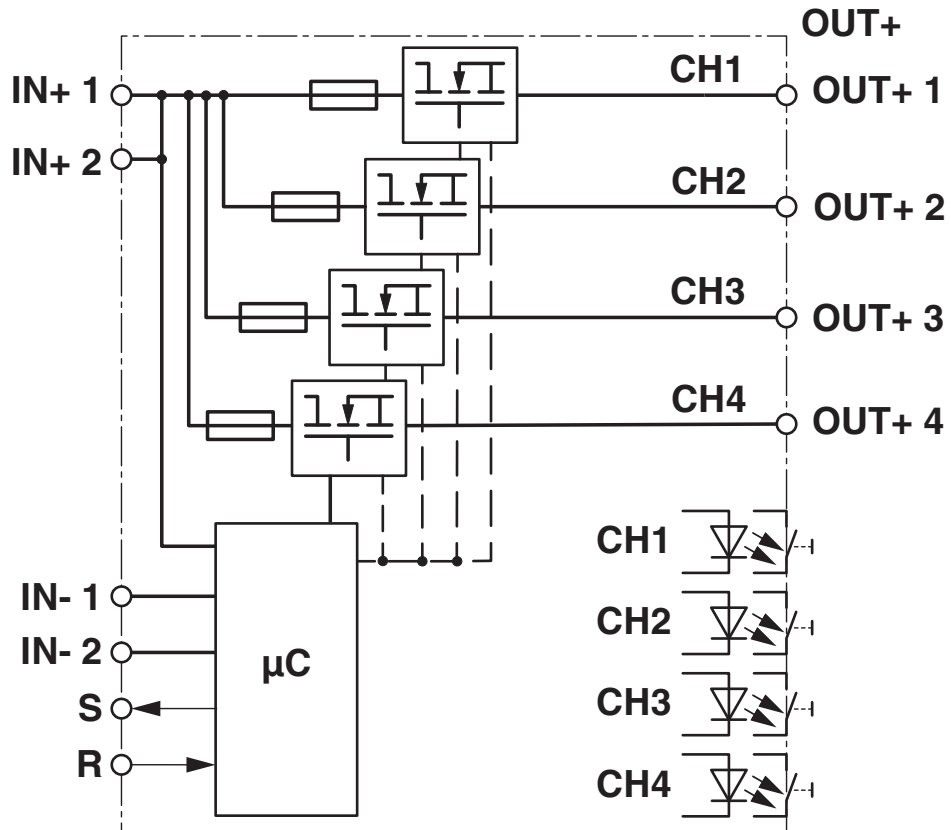 OUT+
IN+ 1
CH1
OUT+ 1
IN+ 2
CH2
OUT+ 2
CH3
OUT+ 3
CH4
OUT+ 4
CH1
IN- 1
CH2
IN- 2
µC
S
CH3
R
CH4